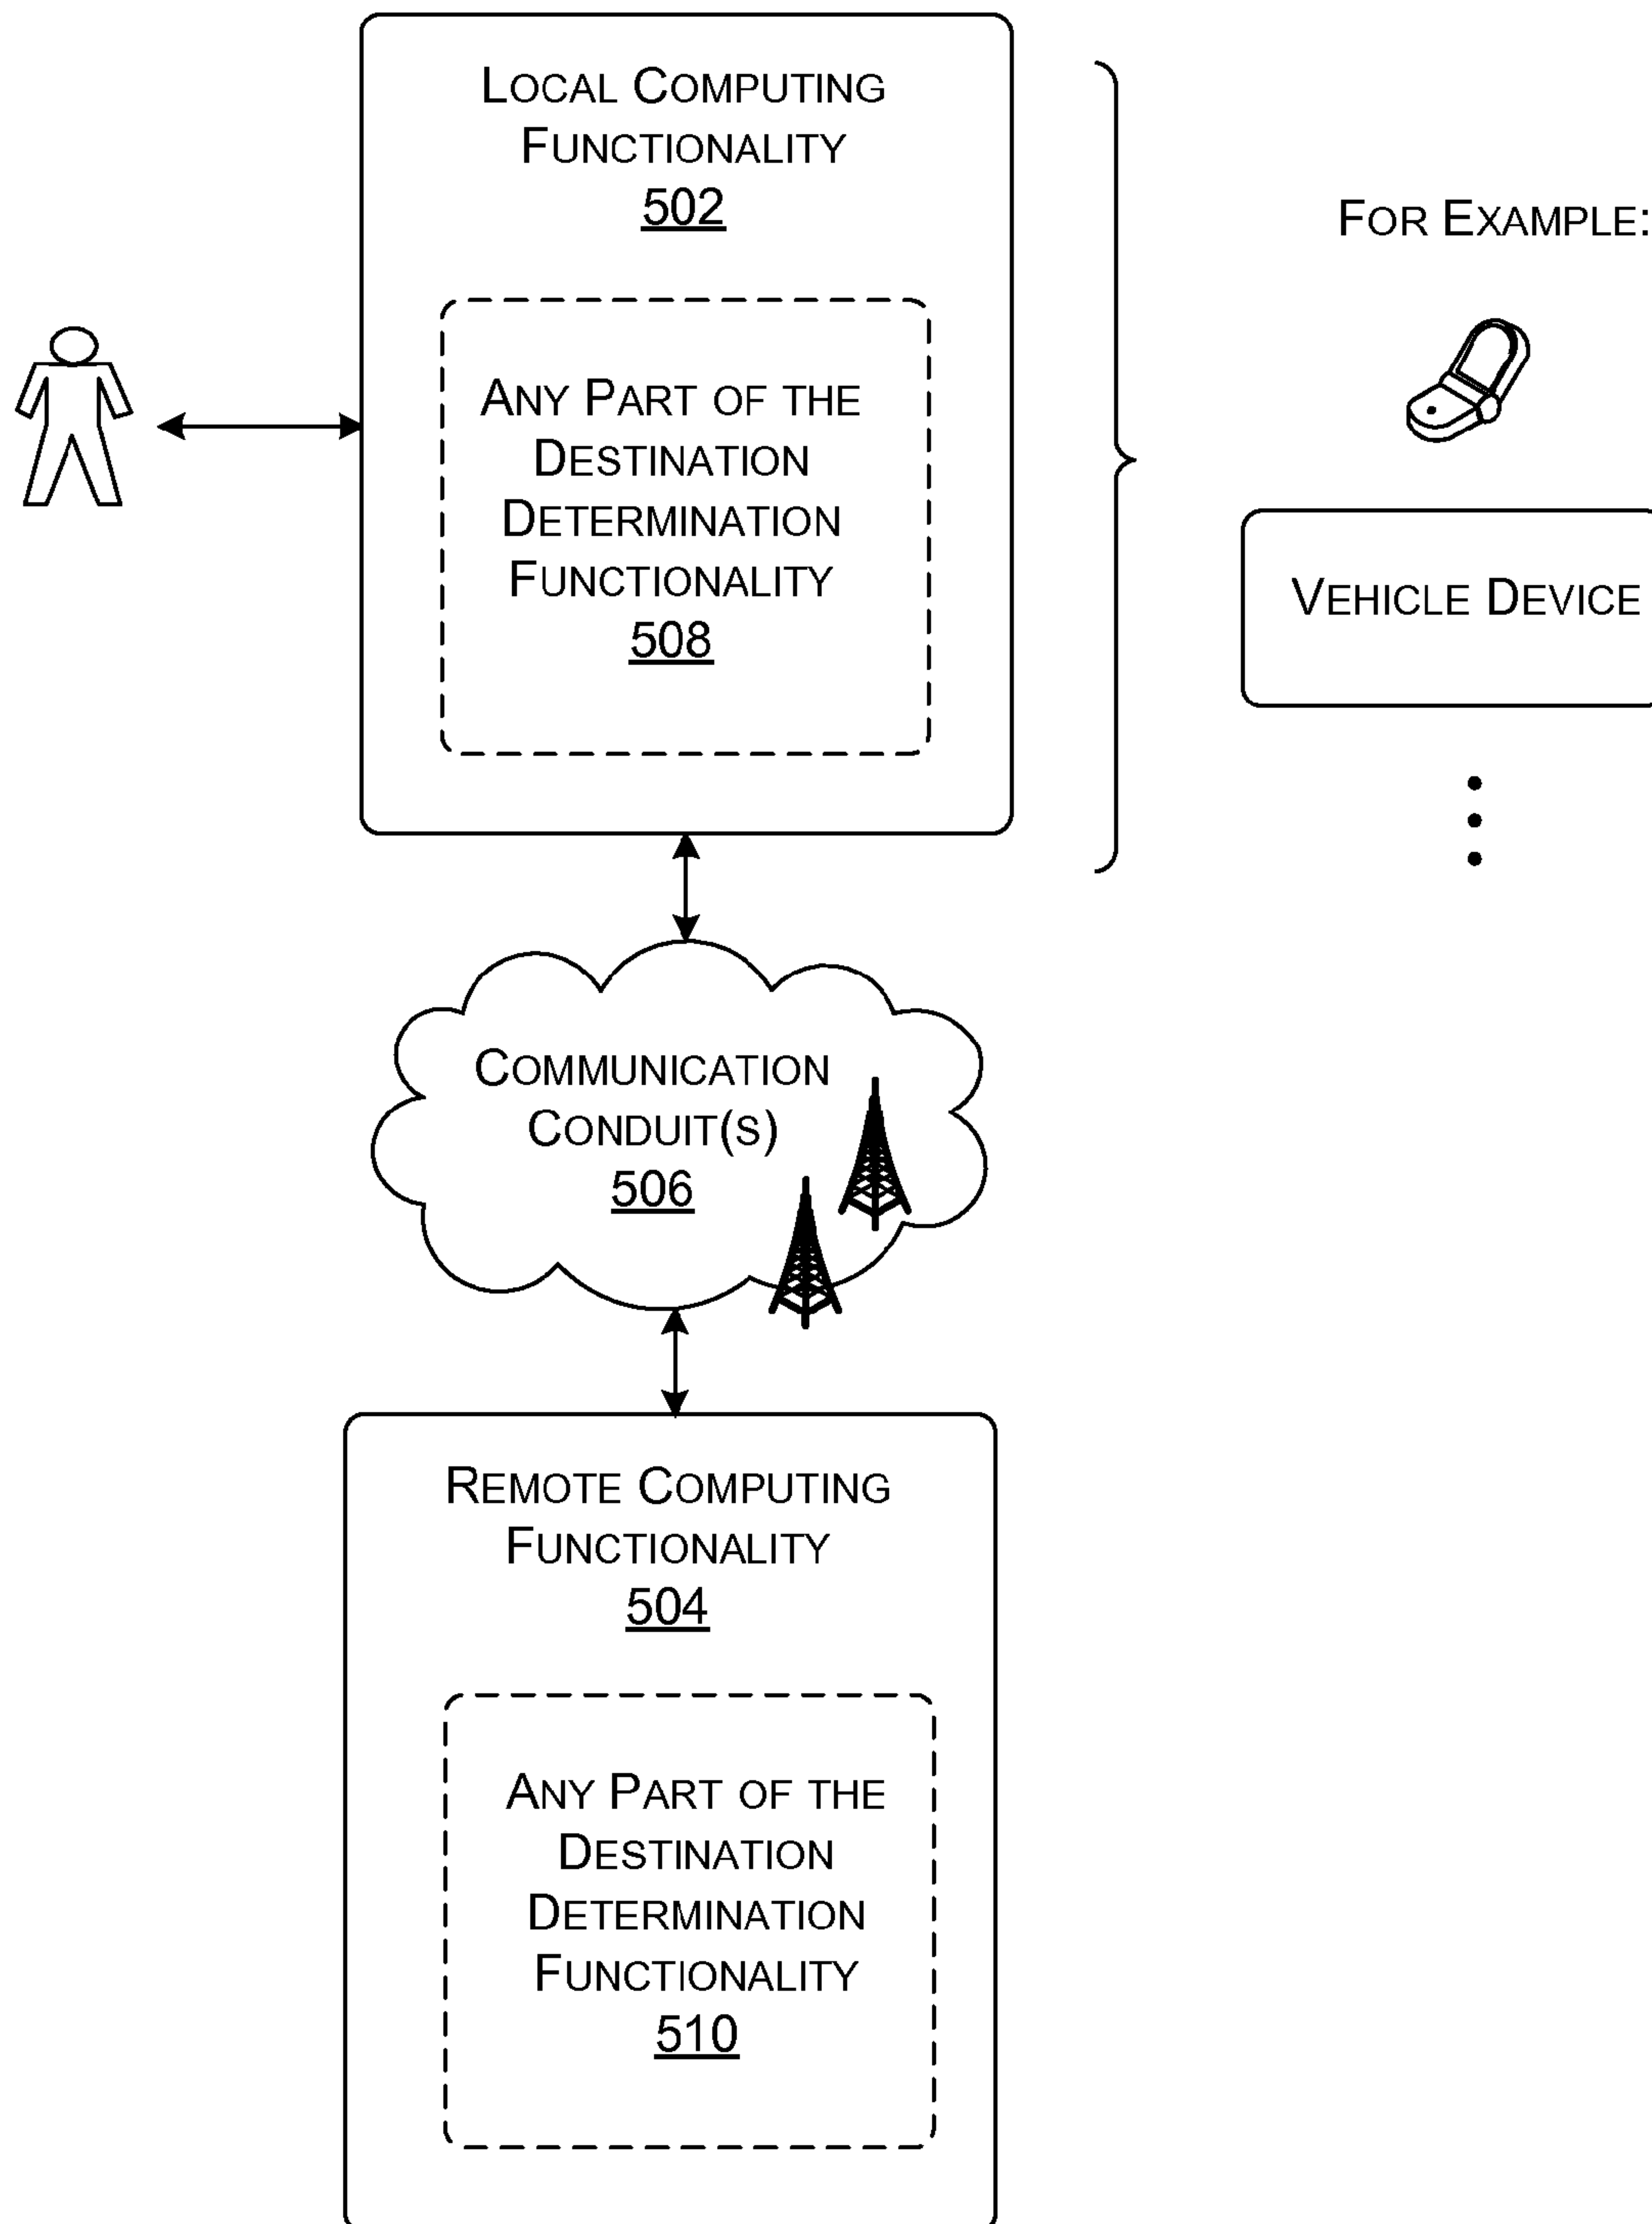 LOCAL COMPUTING
FUNCTIONALITY
502
ANY PART OF THE
DESTINATION
DETERMINATION
FUNCTIONALITY
508
FOR EXAMPLE:
VEHICLE DEVICE
COMMUNICATION
CONDUIT(S)
506
REMOTE COMPUTING
FUNCTIONALITY
504
ANY PART OF THE
DESTINATION
DETERMINATION
FUNCTIONALITY
510